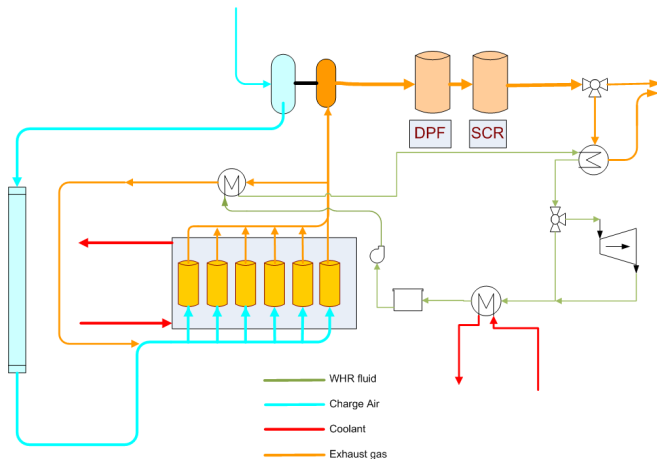 DPF
SCR
WHR fluid
Charge Air
Coolant
Exhaust gas